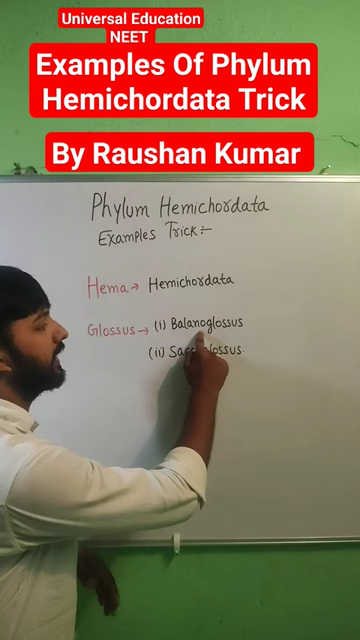 Universal Education
NEET
Examples Of Phylum
Hemichordata Trick
By Raushan Kumar
Phylum Hemichordata
Examples Trick:-
Hema → Hemichordata
Glossus → (i) Balanoglossus
(ii)